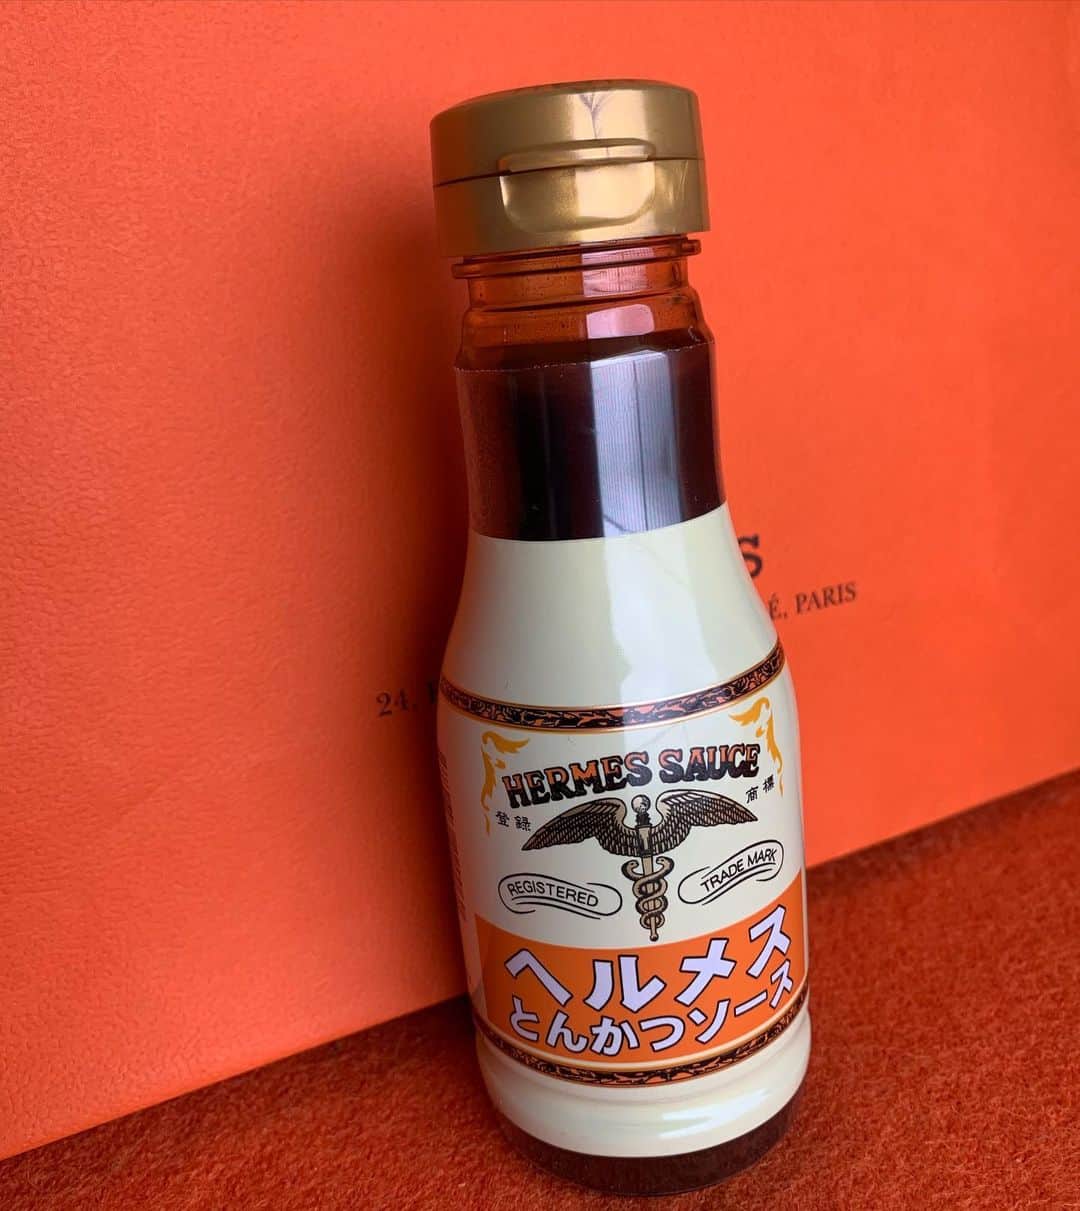 S
24, É, PARIS
HERMES SAUCE
登録 商標
REGISTERED TRADE MARK
ヘルメス
とんかつソース